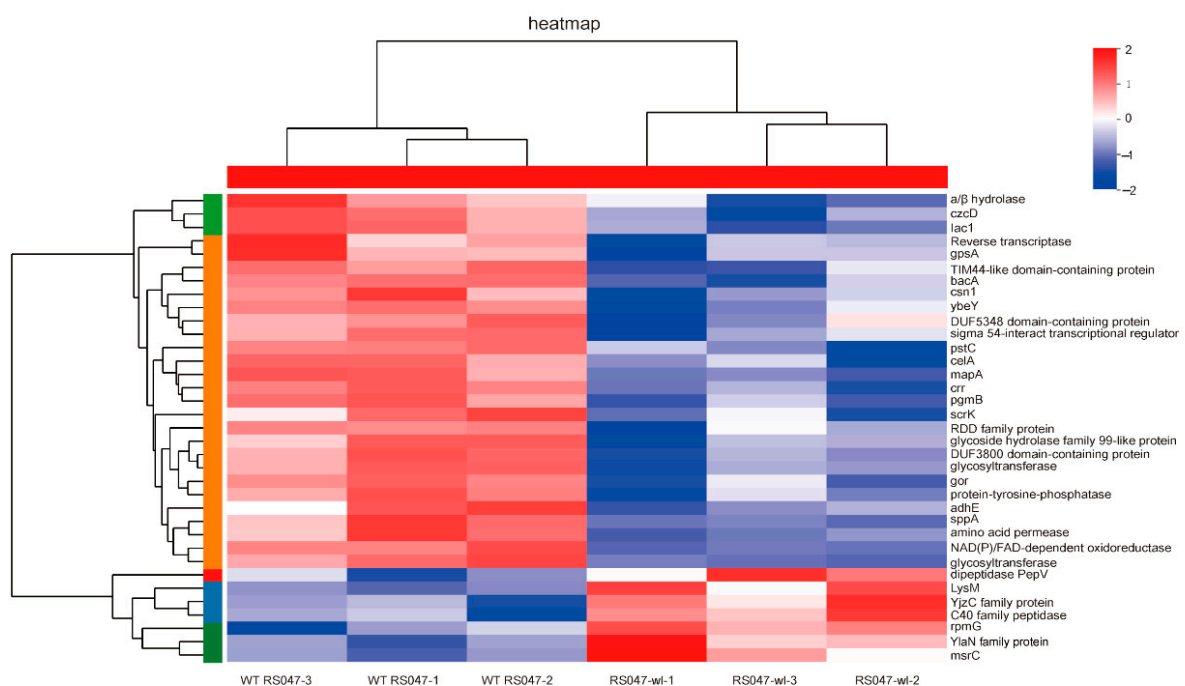 heatmap
2
1
0
−1
−2
a/β hydrolase
czcD
lac1
Reverse transcriptase
gpsA
TIM44-like domain-containing protein
bacA
csn1
ybeY
DUF5348 domain-containing protein
sigma 54-interact transcriptional regulator
pstC
celA
mapA
crr
pgmB
scrK
RDD family protein
glycoside hydrolase family 99-like protein
DUF3800 domain-containing protein
glycosyltransferase
gor
protein-tyrosine-phosphatase
adhE
sppA
amino acid permease
NAD(P)/FAD-dependent oxidoreductase
glycosyltransferase
dipeptidase PepV
LysM
YjzC family protein
C40 family peptidase
rpmG
YlaN family protein
msrC
WT RS047-3 WT RS047-1 WT RS047-2 RS047-wl-1 RS047-wl-3 RS047-wl-2